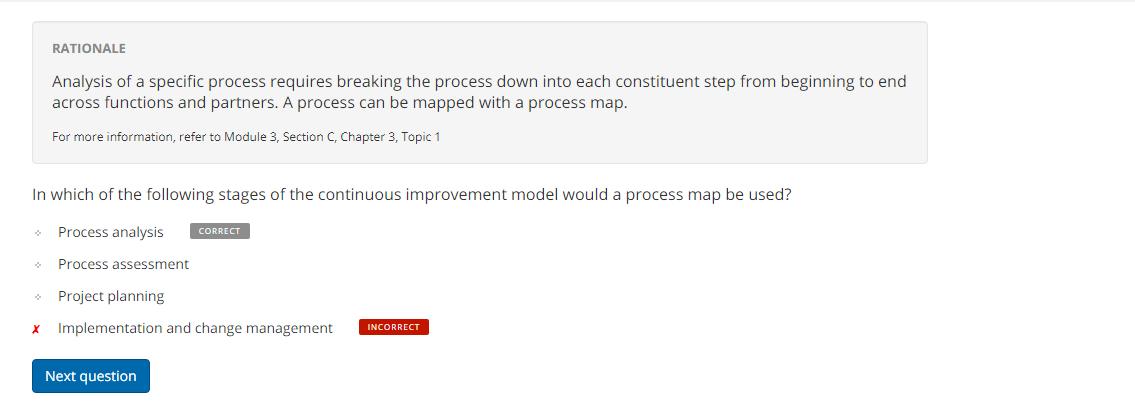 RATIONALE
Analysis of a specific process requires breaking the process down into each constituent step from beginning to end
across functions and partners. A process can be mapped with a process map.
For more information, refer to Module 3, Section C, Chapter 3, Topic 1
In which of the following stages of the continuous improvement model would a process map be used?
Process analysis CORRECT
Process assessment
Project planning
✗ Implementation and change management INCORRECT
Next question